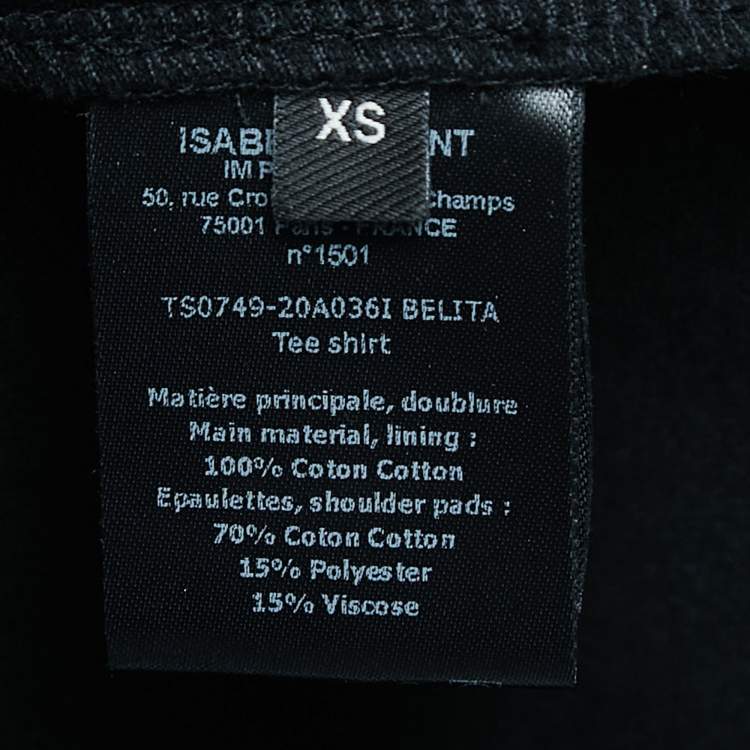 XS
ISAB NT
IM P
50, rue Cro champs
75001 Paris - FRANCE
n°1501
TS0749-20A036I BELITA
Tee shirt
Matière principale, doublure
Main material, lining :
100% Coton Cotton
Epaulettes, shoulder pads :
70% Coton Cotton
15% Polyester
15% Viscose